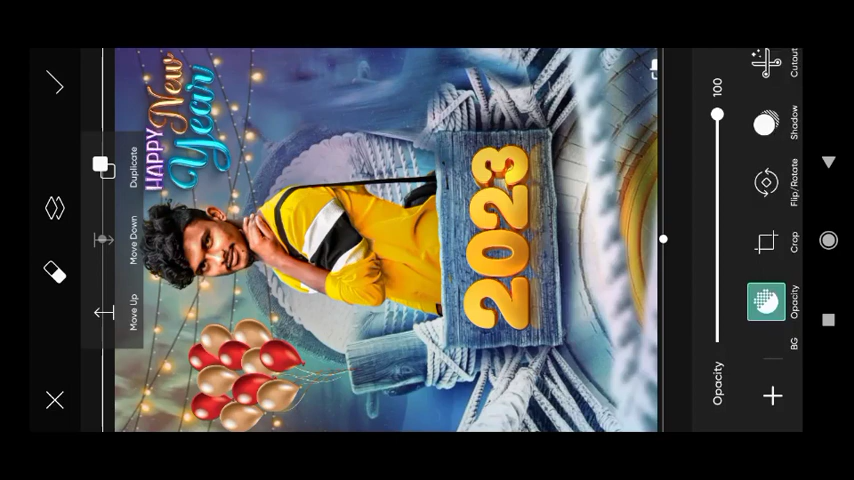 HAPPY
New
Year
2023
Duplicate
Move Down
Move Up
100
Opacity
Cutout
Shadow
Flip/Rotate
Crop
Opacity
BG